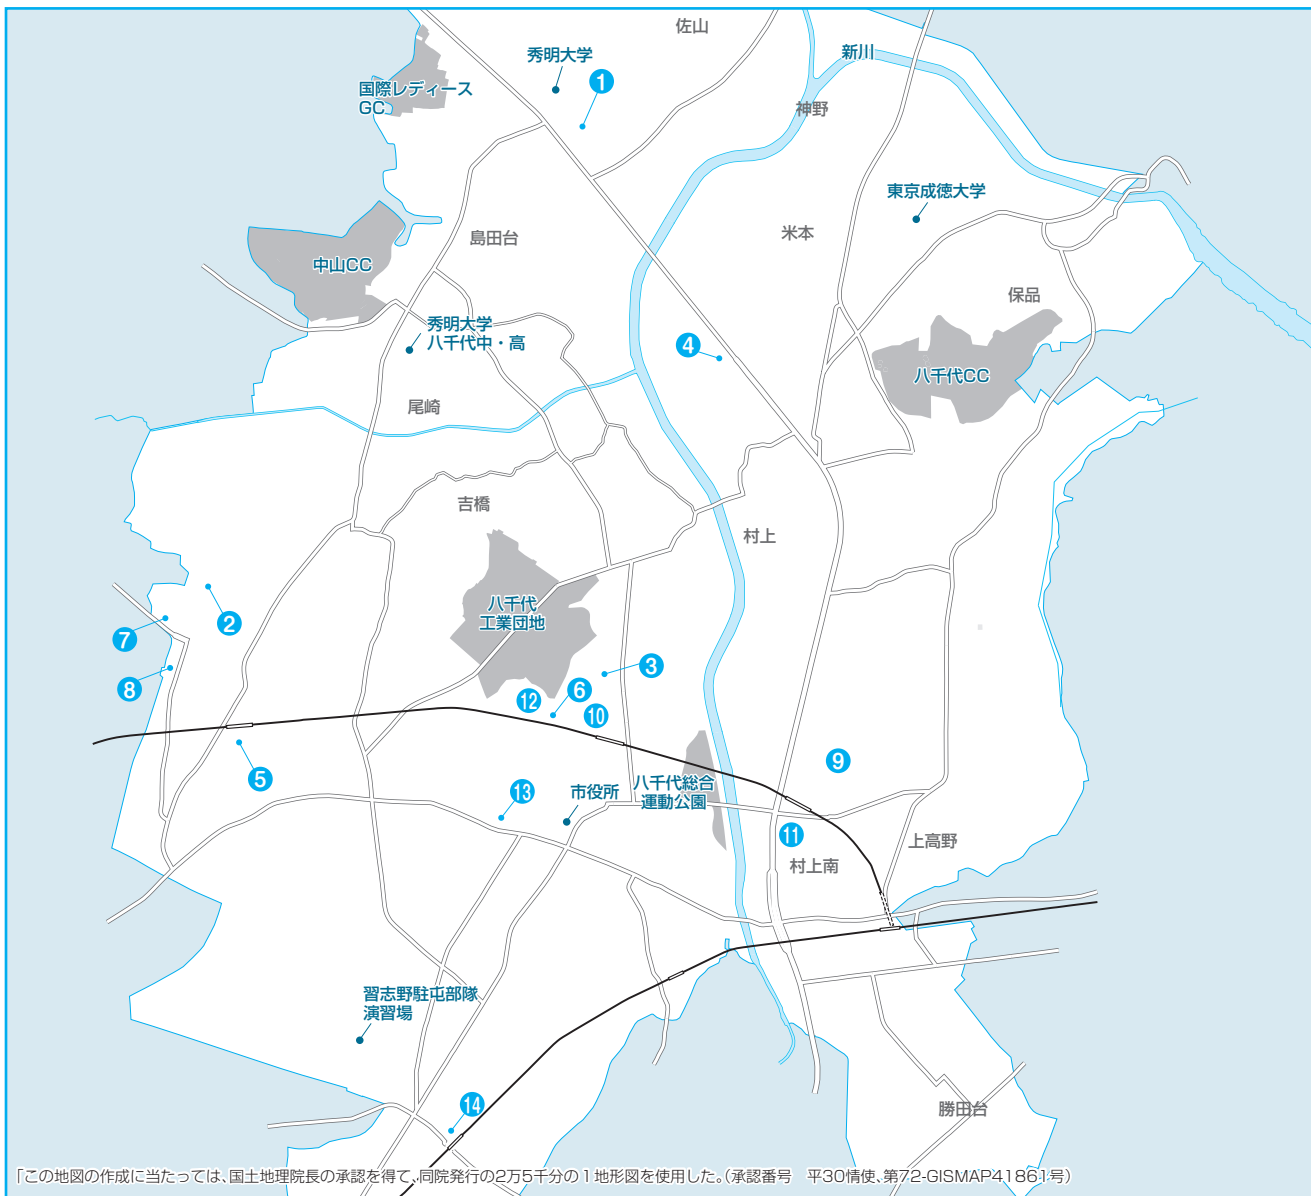 佐山
秀明大学
新川
国際レディース
GC
1
神野
東京成徳大学
米本
島田台
中山CC
保品
秀明大学
八千代中・高
4
八千代CC
尾崎
吉橋
村上
八千代
工業団地
2
7
3
8
12
6
10
9
5
八千代総合
運動公園
13
市役所
11
上高野
村上南
習志野駐屯部隊
演習場
14
勝田台
「この地図の作成に当たっては、国土地理院長の承認を得て、同院発行の2万5千分の1地形図を使用した。(承認番号　平30情使、第72-GISMAP41861号)